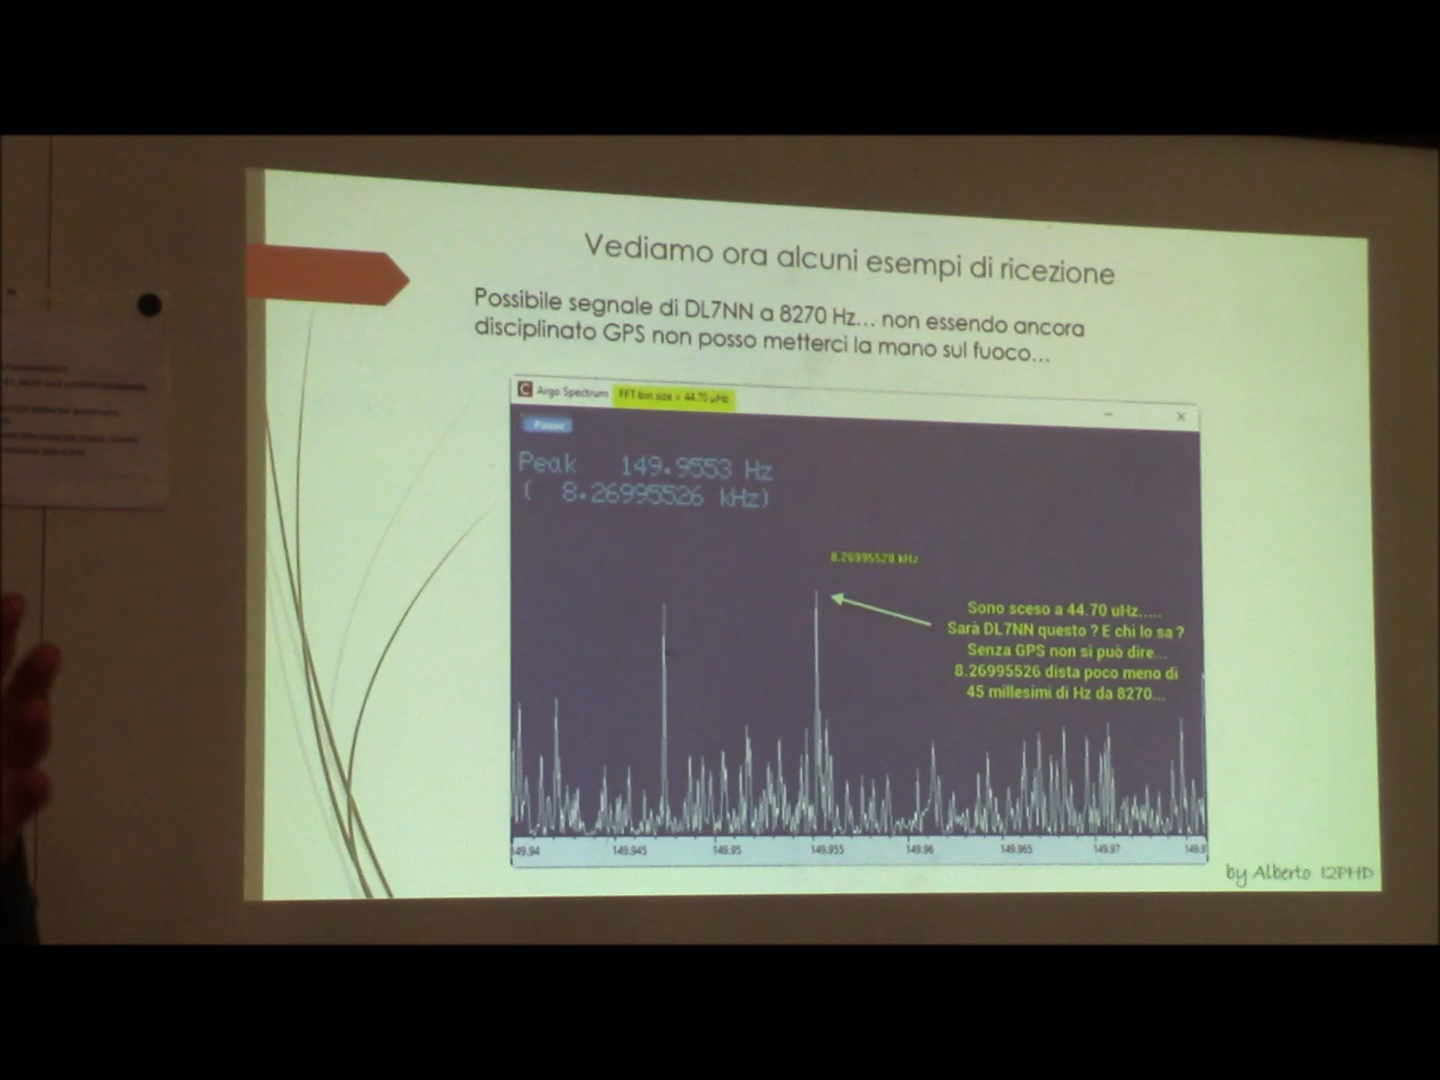 Vediamo ora alcuni esempi di ricezione
Possibile segnale di DL7NN a 8270 Hz... non essendo ancora
disciplinato GPS non posso metterci la mano sul fuoco...
Argo Spectrum FFT bin size = 44.70 µHz
Pause
Peak 149.9553 Hz
( 8.26995526 kHz)
8.26995528 kHz
Sono sceso a 44.70 uHz.....
Sarà DL7NN questo ? E chi lo sa ?
Senza GPS non si può dire...
8.26995526 dista poco meno di
45 millesimi di Hz da 8270...
149.94 149.945 149.95 149.955 149.96 149.965 149.97 149.9
by Alberto I2PHD